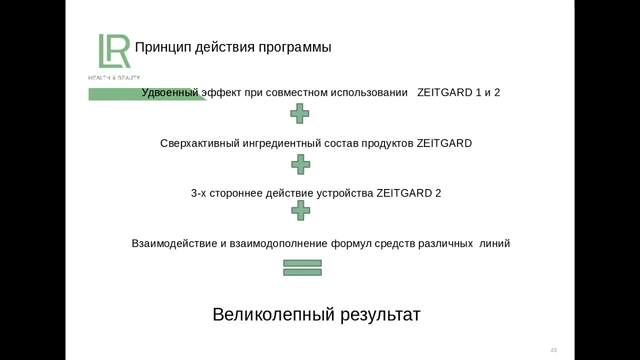 LR
Принцип действия программы
HEALTH & BEAUTY
Удвоенный эффект при совместном использовании ZEITGARD 1 и 2
Сверхактивный ингредиентный состав продуктов ZEITGARD
3-х стороннее действие устройства ZEITGARD 2
Взаимодействие и взаимодополнение формул средств различных линий
Великолепный результат
49